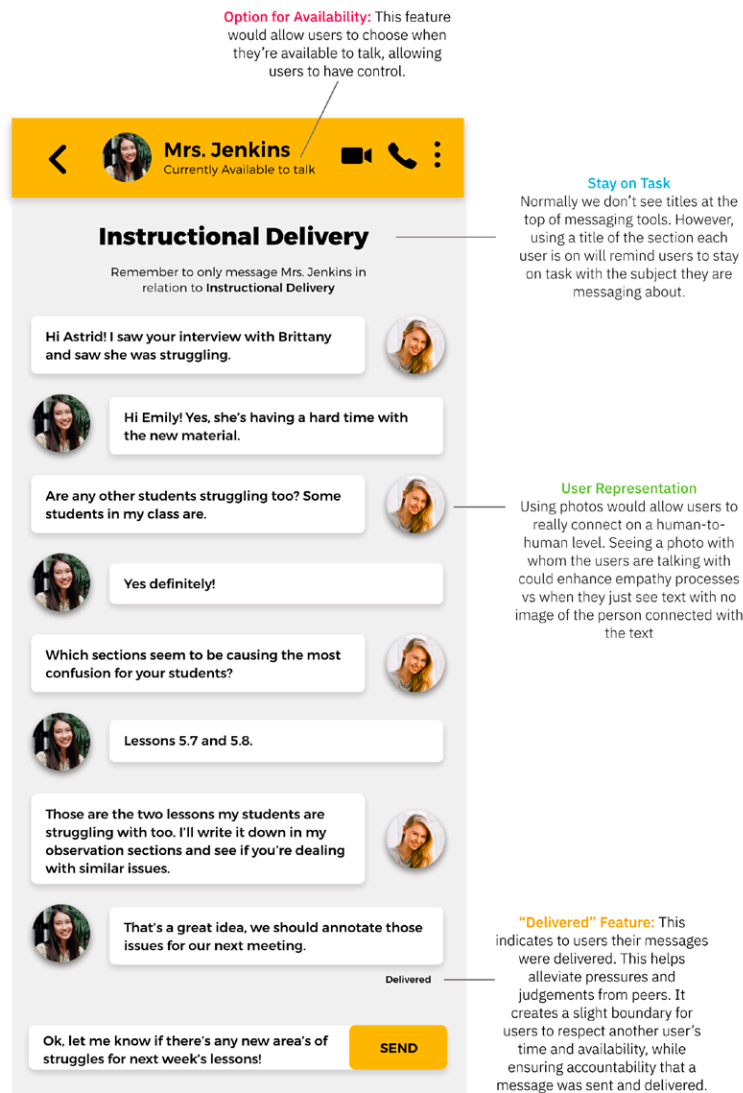 Option for Availability: This feature
would allow users to choose when
they're available to talk, allowing
users to have control.
Mrs. Jenkins
Currently Available to talk
Stay on Task
Normally we don't see titles at the
top of messaging tools. However,
using a title of the section each
user is on will remind users to stay
on task with the subject they are
messaging about.
Instructional Delivery
Remember to only message Mrs. Jenkins in
relation to Instructional Delivery
Hi Astrid! I saw your interview with Brittany
and saw she was struggling.
Hi Emily! Yes, she's having a hard time with
the new material.
Are any other students struggling too? Some
students in my class are.
User Representation
Using photos would allow users to
really connect on a human-to-
human level. Seeing a photo with
whom the users are talking with
could enhance empathy processes
vs when they just see text with no
image of the person connected with
the text
Yes definitely!
Which sections seem to be causing the most
confusion for your students?
Lessons 5.7 and 5.8.
Those are the two lessons my students are
struggling with too. I'll write it down in my
observation sections and see if you're dealing
with similar issues.
That's a great idea, we should annotate those
issues for our next meeting.
Delivered
"Delivered" Feature: This
indicates to users their messages
were delivered. This helps
alleviate pressures and
judgements from peers. It
creates a slight boundary for
users to respect another user's
time and availability, while
ensuring accountability that a
message was sent and delivered.
Ok, let me know if there's any new area's of
struggles for next week's lessons!
SEND